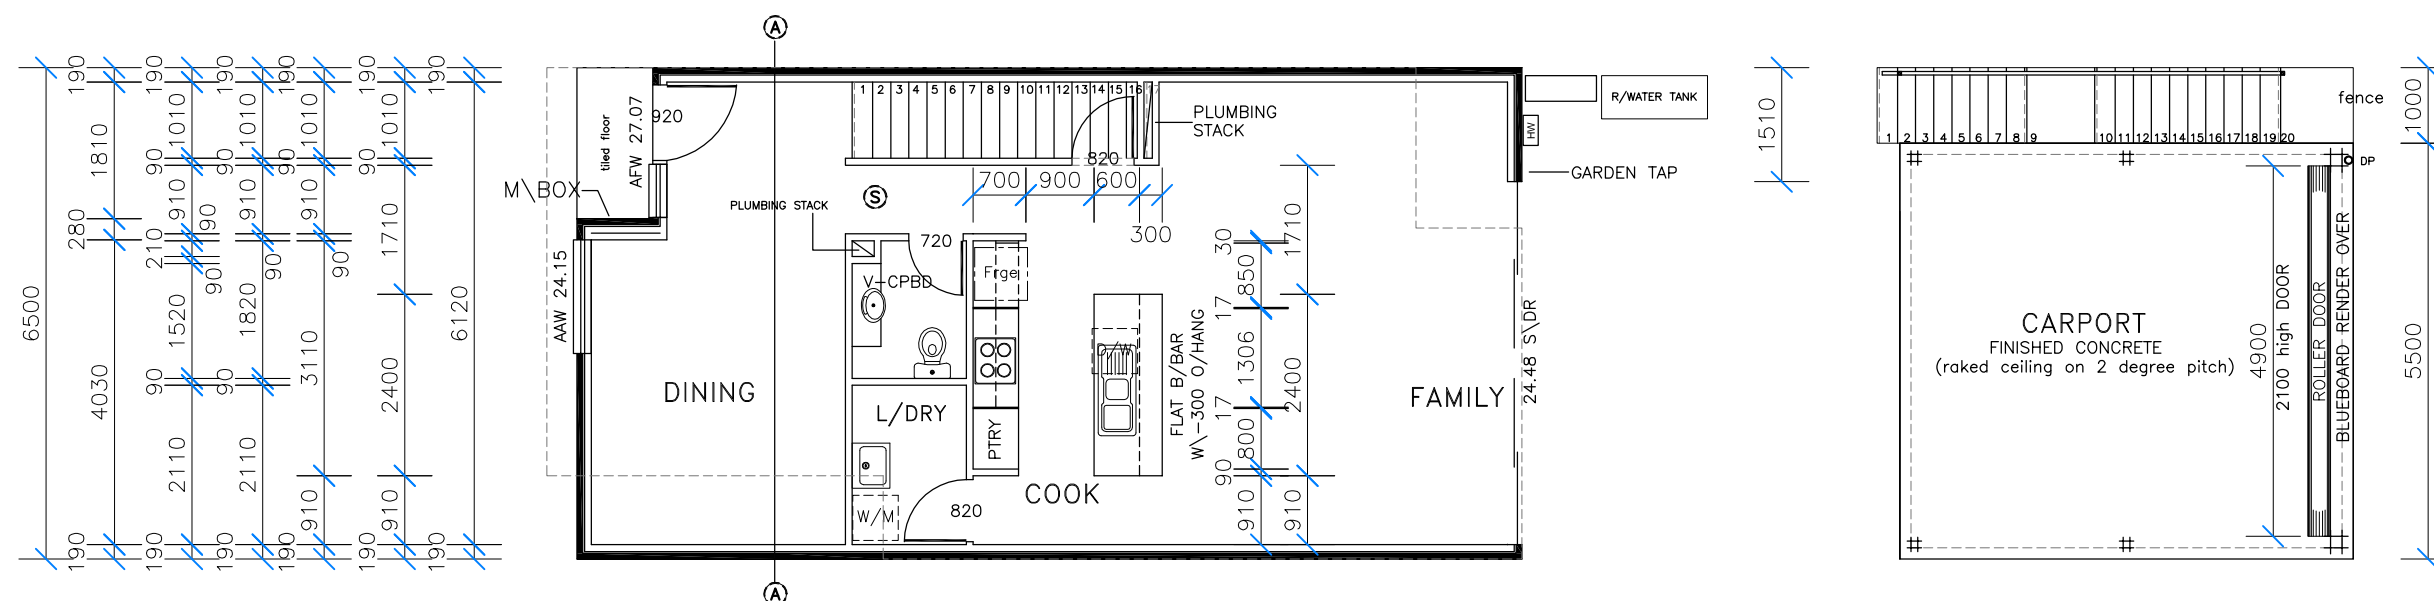 A
6500
190
1810
280
4030
190
190
1010
90
910
90
210
90
1520
90
2110
190
190
1010
90
910
90
1820
90
2110
190
190
1010
90
910
90
3110
910
190
190
1010
90
1710
2400
910
190
190
6120
190
tiled floor
AFW 27.07
920
M\BOX
AAW 24.15
DINING
1 2 3 4 5 6 7 8 9 10 11 12 13 14 15 16 17
820
PLUMBING
STACK
S
PLUMBING STACK
700
900
600
300
720
V-CPBD
Frge
L/DRY
PTRY
W/M
820
COOK
D/W
FLAT B/BAR
W\-300 O/HANG
30
850
17
1306
17
800
90
910
1710
2400
910
FAMILY
24.48 S\DR
R/WATER TANK
HW
GARDEN TAP
1510
1 2 3 4 5 6 7 8 9 10 11 12 13 14 15 16 17 18 19 20
fence
DP
CARPORT
FINISHED CONCRETE
(raked ceiling on 2 degree pitch)
4900
2100 high DOOR
ROLLER DOOR
BLUEBOARD RENDER OVER
1000
5500
A